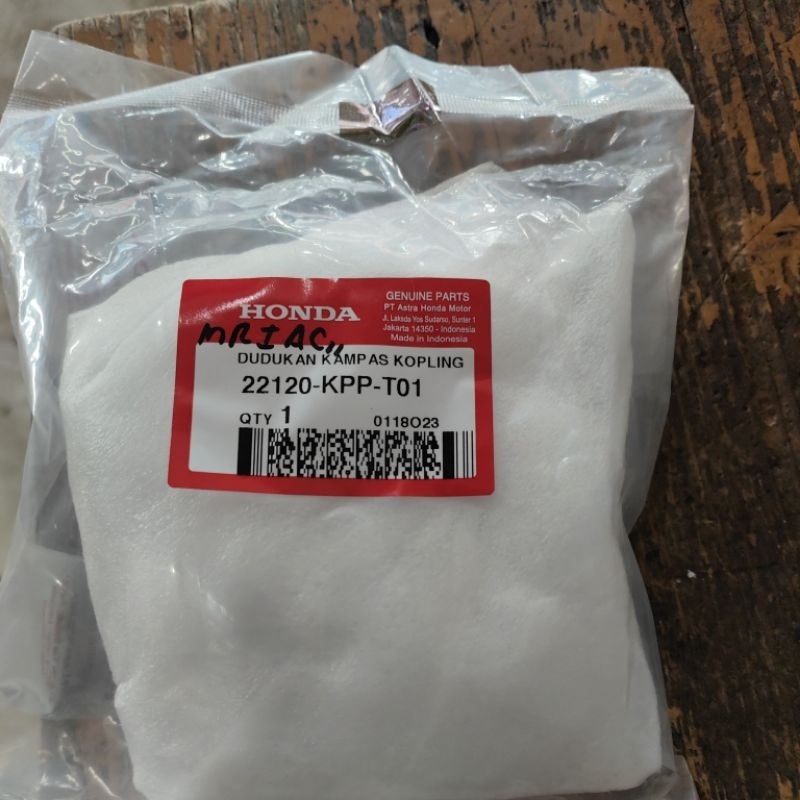 HONDA
GENUINE PARTS
PT Astra Honda Motor
Jl. Laksda Yos Sudarso, Sunter 1
Jakarta 14350 - Indonesia
Made in Indonesia
MRIAC,,
DUDUKAN KAMPAS KOPLING
22120-KPP-T01
QTY 1
0118O23